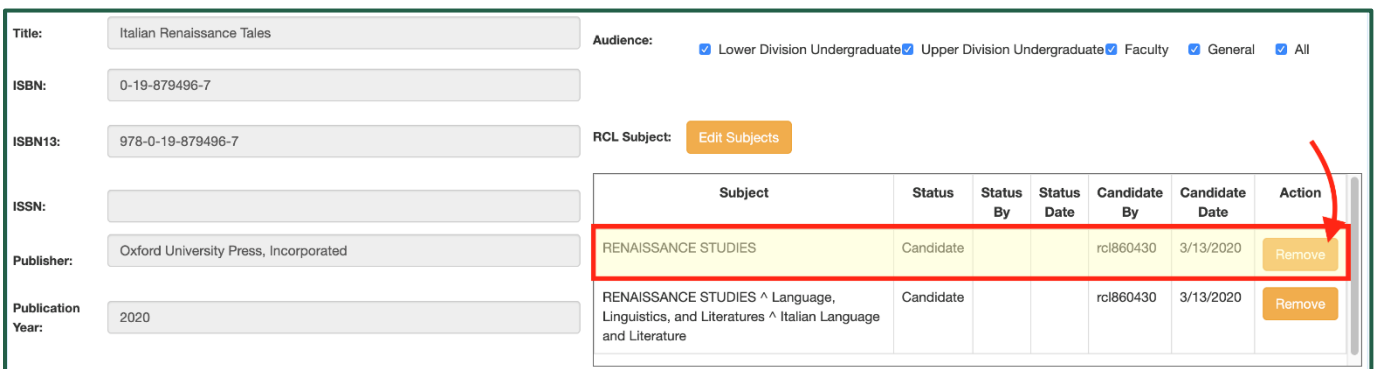 Title:
Italian Renaissance Tales
ISBN:
0-19-879496-7
ISBN13:
978-0-19-879496-7
ISSN:
Publisher:
Oxford University Press, Incorporated
Publication
Year:
2020
Audience:
Lower Division Undergraduate Upper Division Undergraduate Faculty General All
RCL Subject:
Edit Subjects
Subject Status Status By Status Date Candidate By Candidate Date Action
RENAISSANCE STUDIES Candidate rcl860430 3/13/2020 Remove
RENAISSANCE STUDIES ^ Language, Candidate rcl860430 3/13/2020 Remove
Linguistics, and Literatures ^ Italian Language
and Literature